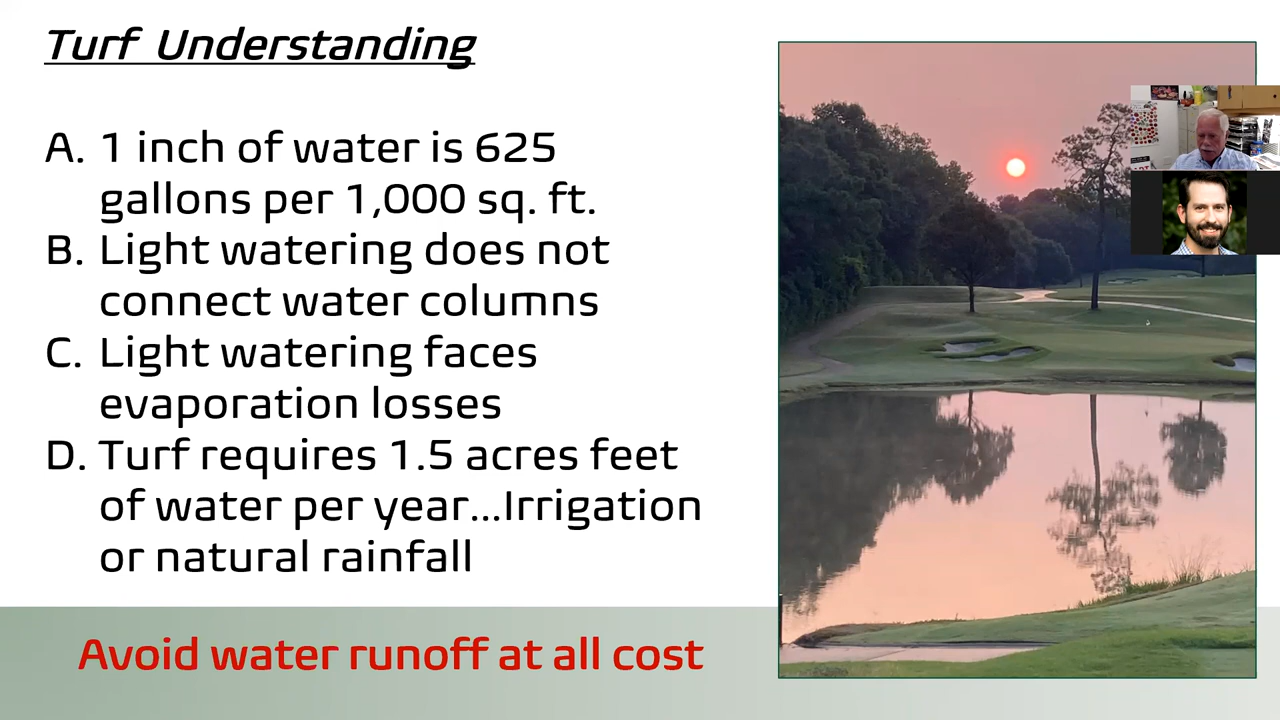 Turf Understanding
A. 1 inch of water is 625
gallons per 1,000 sq. ft.
B. Light watering does not
connect water columns
C. Light watering faces
evaporation losses
D. Turf requires 1.5 acres feet
of water per year...Irrigation
or natural rainfall
Avoid water runoff at all cost